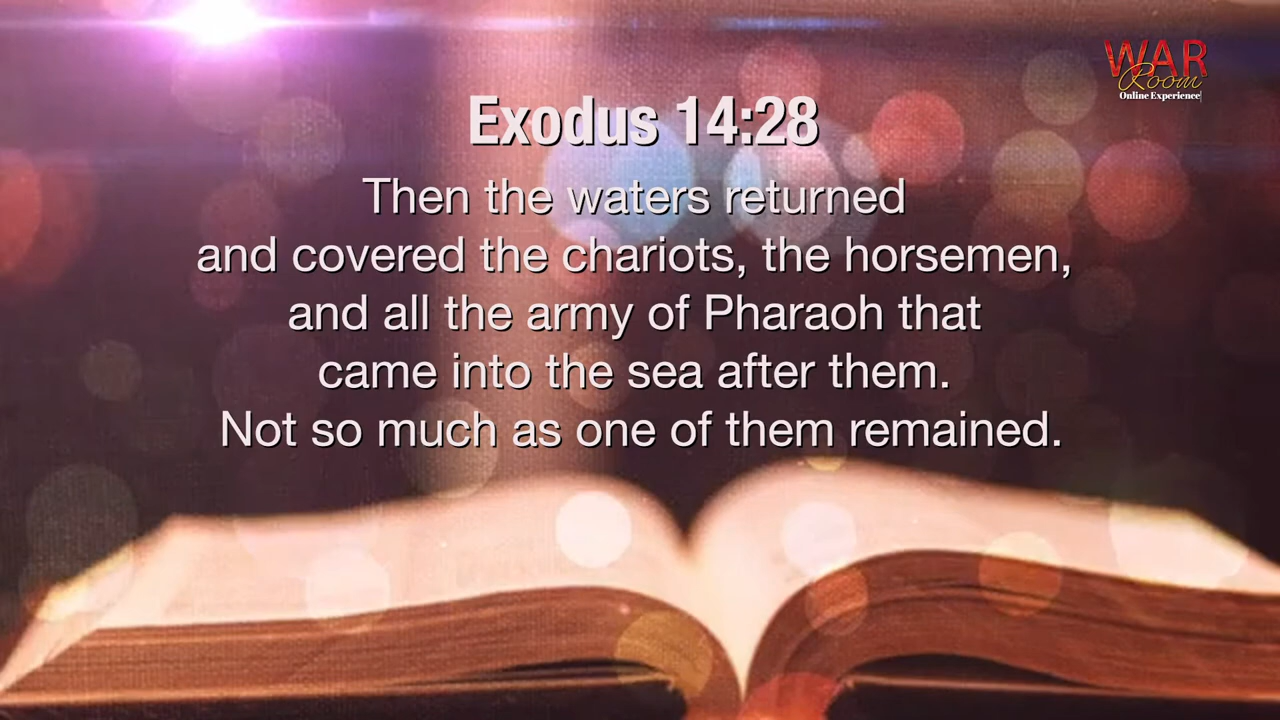 WAR
Room
Online Experience
Exodus 14:28
Then the waters returned
and covered the chariots, the horsemen,
and all the army of Pharaoh that
came into the sea after them.
Not so much as one of them remained.